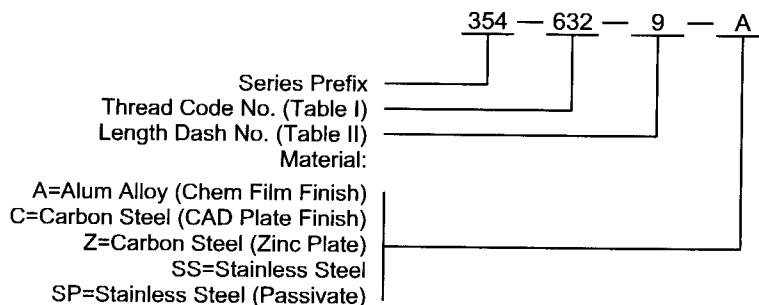 354 — 632 — 9 — A
Series Prefix
Thread Code No. (Table I)
Length Dash No. (Table II)
Material:
A=Alum Alloy (Chem Film Finish)
C=Carbon Steel (CAD Plate Finish)
Z=Carbon Steel (Zinc Plate)
SS=Stainless Steel
SP=Stainless Steel (Passivate)